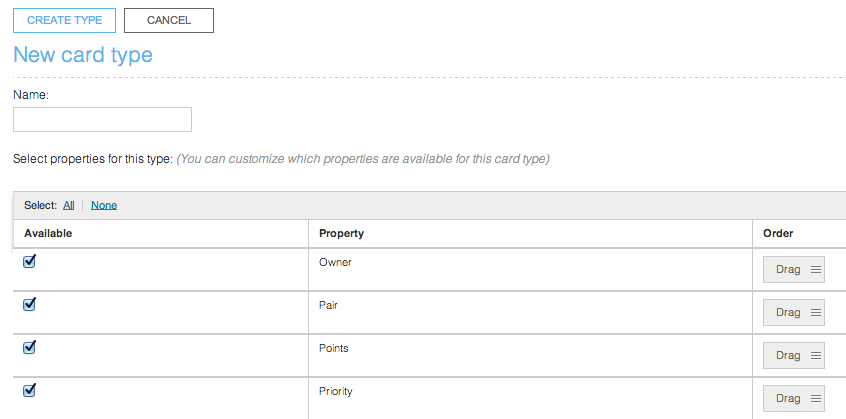 CREATE TYPE CANCEL
New card type
Name:
Select properties for this type: (You can customize which properties are available for this card type)
Select: All None
Available Property Order
Owner Drag
Pair Drag
Points Drag
Priority Drag